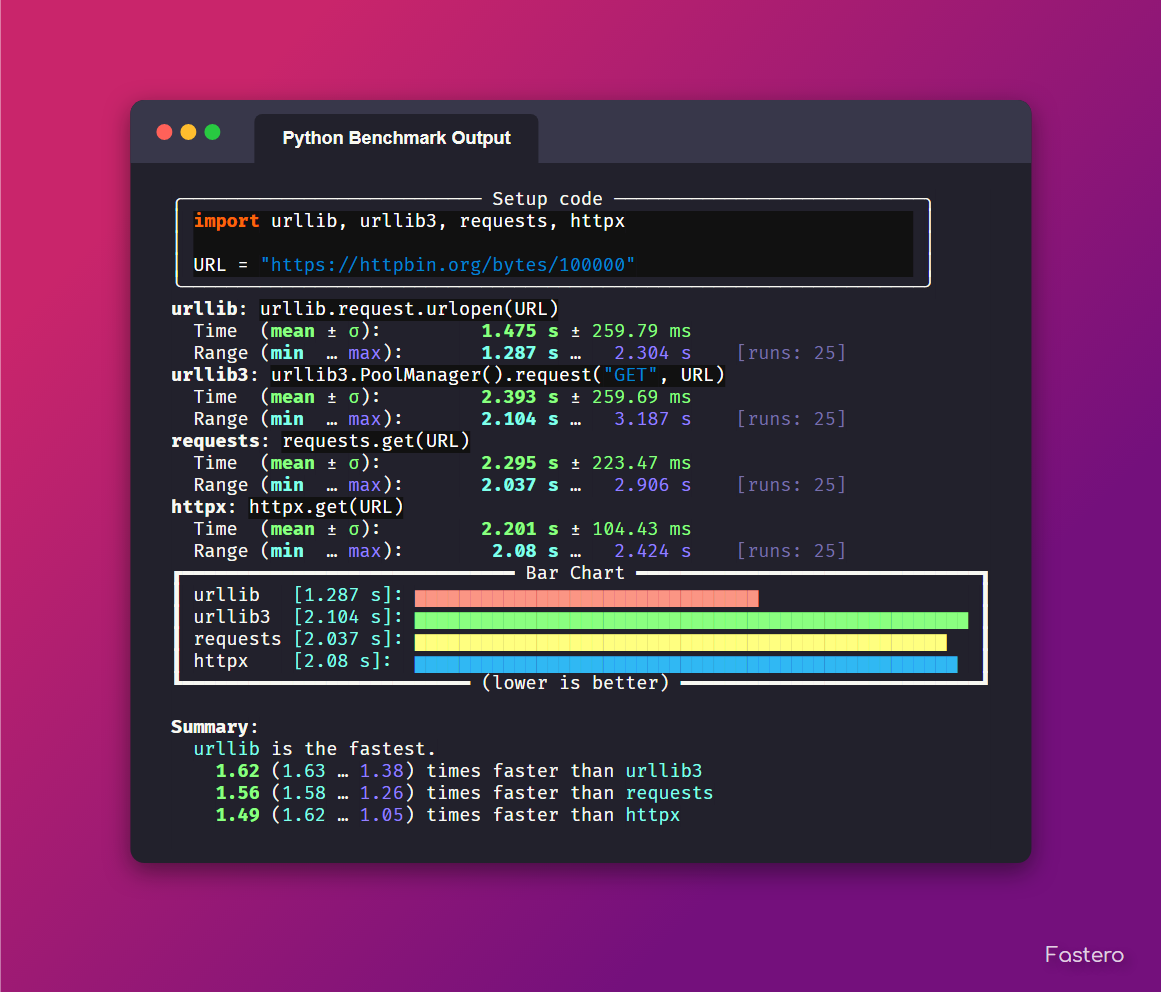 Python Benchmark Output
Setup code
import urllib, urllib3, requests, httpx
URL = "https://httpbin.org/bytes/100000"
urllib: urllib.request.urlopen(URL)
Time (mean ± σ): 1.475 s ± 259.79 ms
Range (min … max): 1.287 s … 2.304 s [runs: 25]
urllib3: urllib3.PoolManager().request("GET", URL)
Time (mean ± σ): 2.393 s ± 259.69 ms
Range (min … max): 2.104 s … 3.187 s [runs: 25]
requests: requests.get(URL)
Time (mean ± σ): 2.295 s ± 223.47 ms
Range (min … max): 2.037 s … 2.906 s [runs: 25]
httpx: httpx.get(URL)
Time (mean ± σ): 2.201 s ± 104.43 ms
Range (min … max): 2.08 s … 2.424 s [runs: 25]
Bar Chart
urllib [1.287 s]:
urllib3 [2.104 s]:
requests [2.037 s]:
httpx [2.08 s]:
(lower is better)
Summary:
urllib is the fastest.
1.62 (1.63 … 1.38) times faster than urllib3
1.56 (1.58 … 1.26) times faster than requests
1.49 (1.62 … 1.05) times faster than httpx
Fastero